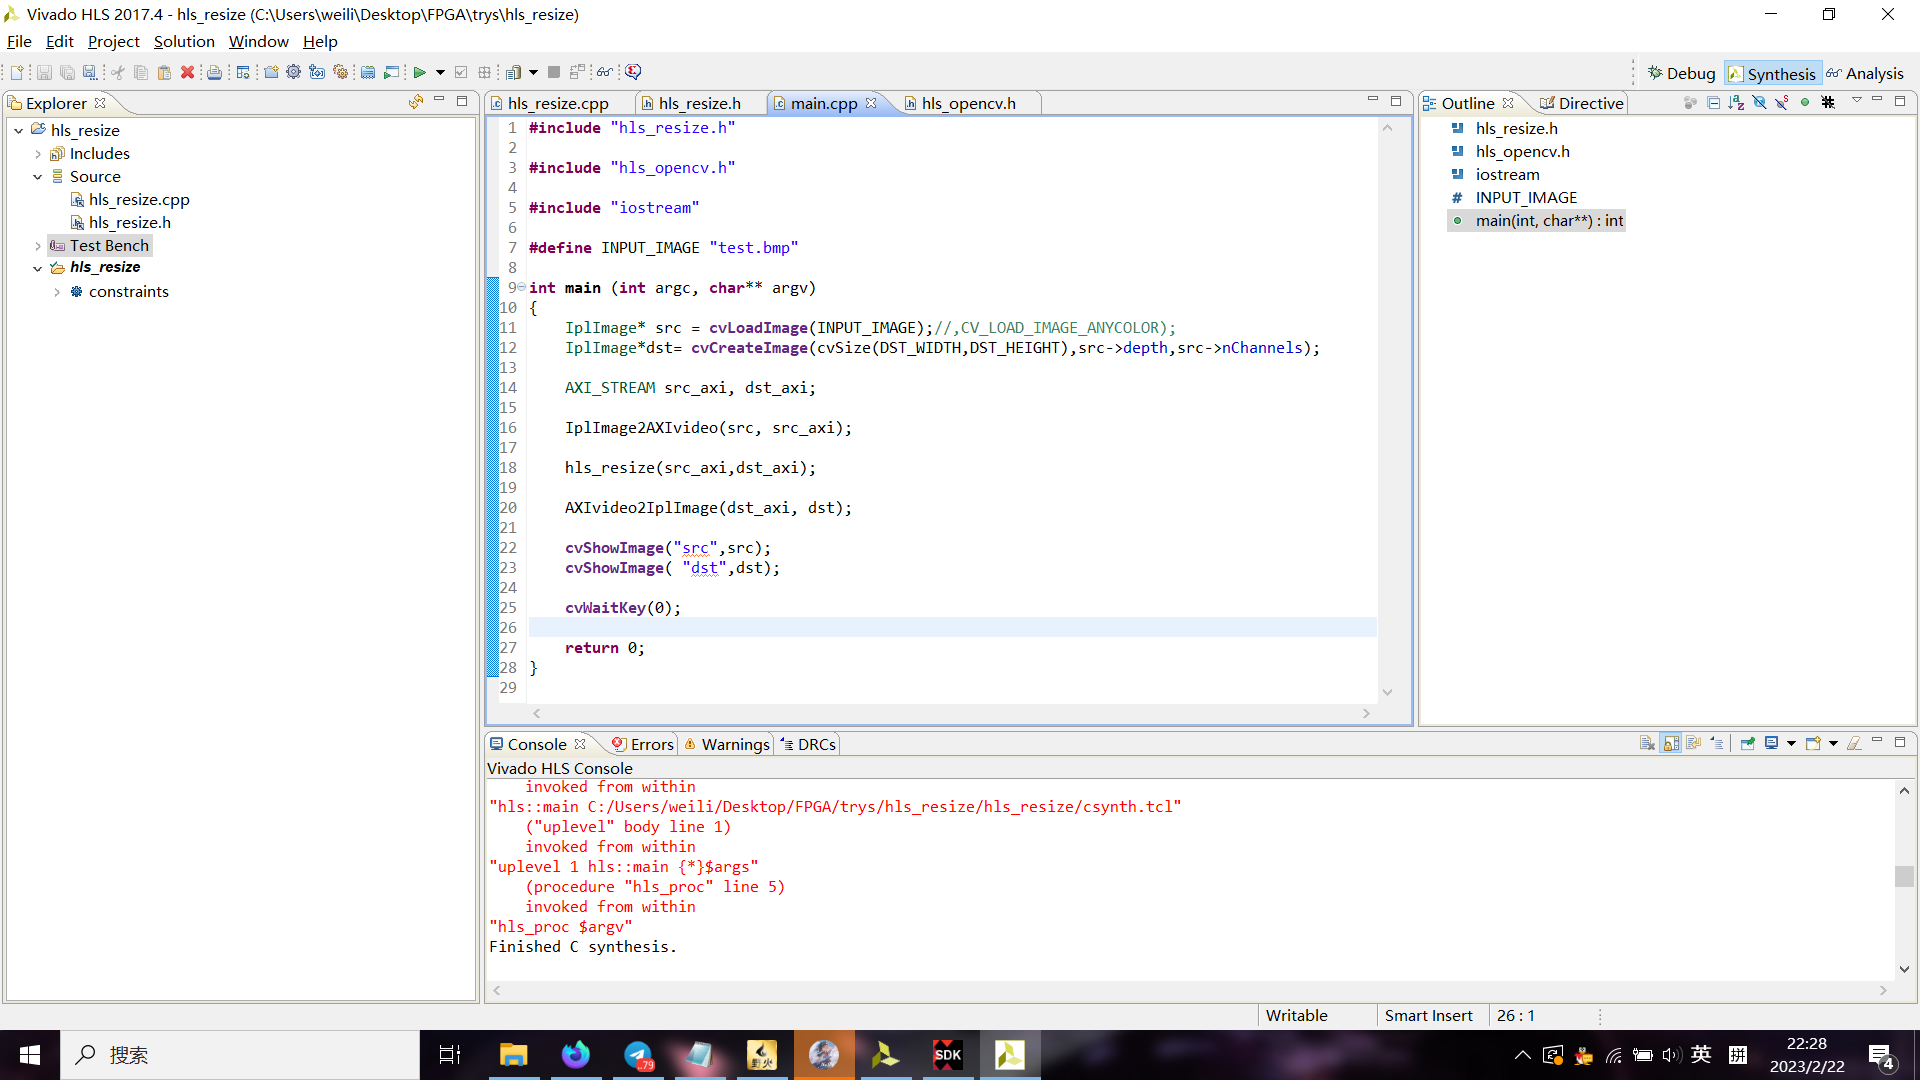 Vivado HLS 2017.4 - hls_resize (C:\Users\weili\Desktop\FPGA\trys\hls_resize)
File Edit Project Solution Window Help
Debug Synthesis Analysis
Explorer
hls_resize
Includes
Source
hls_resize.cpp
hls_resize.h
Test Bench
hls_resize
constraints
hls_resize.cpp hls_resize.h main.cpp hls_opencv.h
1 #include "hls_resize.h"
2
3 #include "hls_opencv.h"
4
5 #include "iostream"
6
7 #define INPUT_IMAGE "test.bmp"
8
9 int main (int argc, char** argv)
10 {
11 IplImage* src = cvLoadImage(INPUT_IMAGE);//,CV_LOAD_IMAGE_ANYCOLOR);
12 IplImage*dst= cvCreateImage(cvSize(DST_WIDTH,DST_HEIGHT),src->depth,src->nChannels);
13
14 AXI_STREAM src_axi, dst_axi;
15
16 IplImage2AXIvideo(src, src_axi);
17
18 hls_resize(src_axi,dst_axi);
19
20 AXIvideo2IplImage(dst_axi, dst);
21
22 cvShowImage("src",src);
23 cvShowImage( "dst",dst);
24
25 cvWaitKey(0);
26
27 return 0;
28 }
29
Outline Directive
hls_resize.h
hls_opencv.h
iostream
# INPUT_IMAGE
main(int, char**) : int
Console Errors Warnings DRCs
Vivado HLS Console
invoked from within
"hls::main C:/Users/weili/Desktop/FPGA/trys/hls_resize/hls_resize/csynth.tcl"
("uplevel" body line 1)
invoked from within
"uplevel 1 hls::main {*}$args"
(procedure "hls_proc" line 5)
invoked from within
"hls_proc $argv"
Finished C synthesis.
Writable Smart Insert 26 : 1
搜索
79
野火
SDK
英
拼
22:28
2023/2/22
4